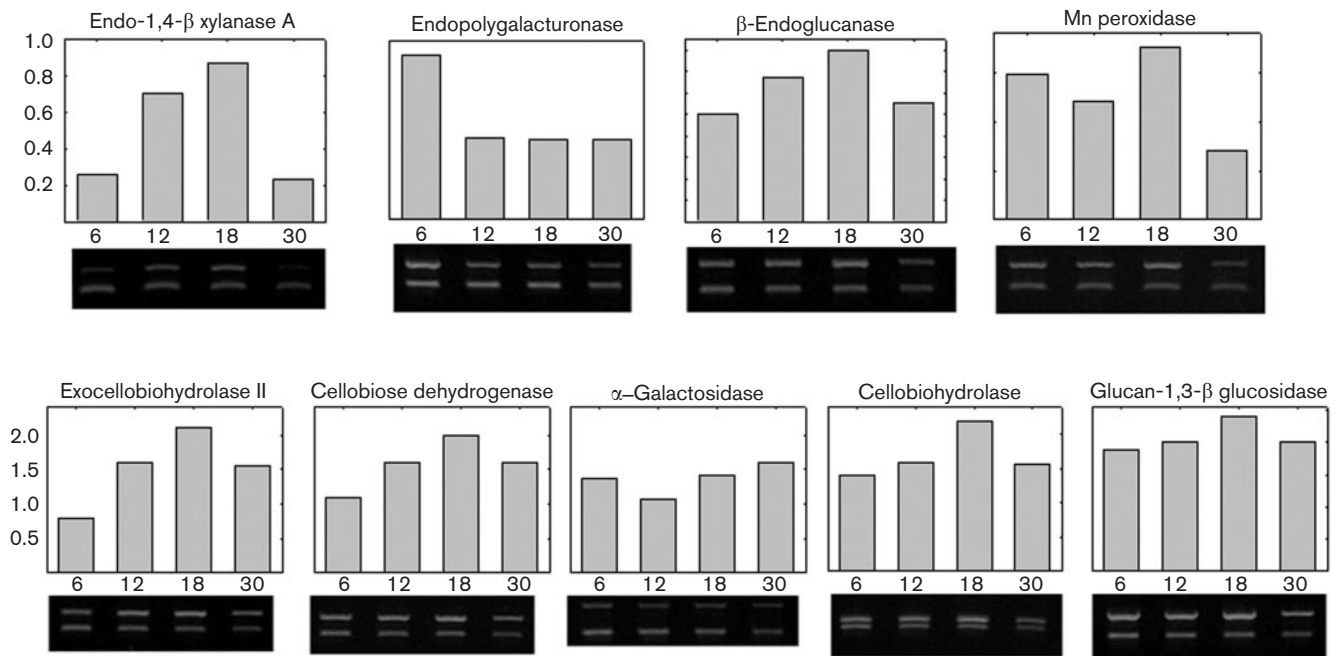 Endo-1,4-β xylanase A
Endopolygalacturonase
β-Endoglucanase
Mn peroxidase
1.0
0.8
0.6
0.4
0.2
6 12 18 30
6 12 18 30
6 12 18 30
6 12 18 30
Exocellobiohydrolase II
Cellobiose dehydrogenase
α–Galactosidase
Cellobiohydrolase
Glucan-1,3-β glucosidase
2.0
1.5
1.0
0.5
6 12 18 30
6 12 18 30
6 12 18 30
6 12 18 30
6 12 18 30